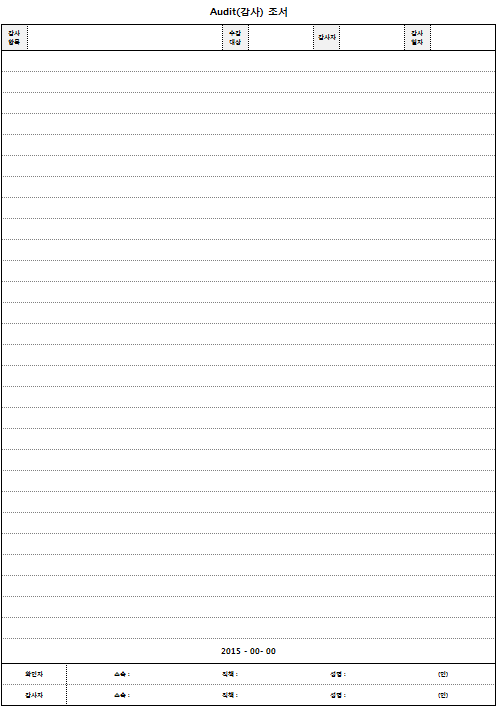 Audit(감사) 조서
감사 항목 수감 대상 감사자 감사 일자
2015 - 00- 00
확인자 소속 : 직책 : 성명 : (인)
감사자 소속 : 직책 : 성명 : (인)